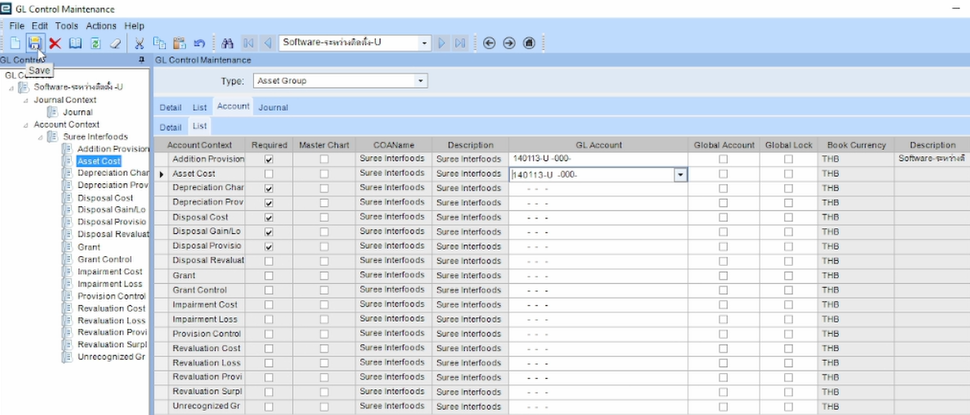 GL Control Maintenance
File Edit Tools Actions Help
Software-ระหว่างติดตั้ง-U
GL Control
Save
GL Control Maintenance
Type: Asset Group
Detail List Account Journal
Detail List
Software-ระหว่างติดตั้ง -U
Journal Context
Journal
Account Context
Suree Interfoods
Addition Provision
Asset Cost
Depreciation Char
Depreciation Prov
Disposal Cost
Disposal Gain/Lo
Disposal Provisio
Disposal Revaluat
Grant
Grant Control
Impairment Cost
Impairment Loss
Provision Control
Revaluation Cost
Revaluation Loss
Revaluation Provi
Revaluation Surpl
Unrecognized Gr
Account Context Required Master Chart COAName Description GL Account Global Account Global Lock Book Currency Description
Addition Provision Suree Interfoods Suree Interfoods 140113-U -000- THB Software-ระหว่างติ
Asset Cost Suree Interfoods Suree Interfoods 140113-U -000- THB
Depreciation Char Suree Interfoods Suree Interfoods - - - THB
Depreciation Prov Suree Interfoods Suree Interfoods - - - THB
Disposal Cost Suree Interfoods Suree Interfoods - - - THB
Disposal Gain/Lo Suree Interfoods Suree Interfoods - - - THB
Disposal Provisio Suree Interfoods Suree Interfoods - - - THB
Disposal Revaluat Suree Interfoods Suree Interfoods - - - THB
Grant Suree Interfoods Suree Interfoods - - - THB
Grant Control Suree Interfoods Suree Interfoods - - - THB
Impairment Cost Suree Interfoods Suree Interfoods - - - THB
Impairment Loss Suree Interfoods Suree Interfoods - - - THB
Provision Control Suree Interfoods Suree Interfoods - - - THB
Revaluation Cost Suree Interfoods Suree Interfoods - - - THB
Revaluation Loss Suree Interfoods Suree Interfoods - - - THB
Revaluation Provi Suree Interfoods Suree Interfoods - - - THB
Revaluation Surpl Suree Interfoods Suree Interfoods - - - THB
Unrecognized Gr Suree Interfoods Suree Interfoods - - - THB